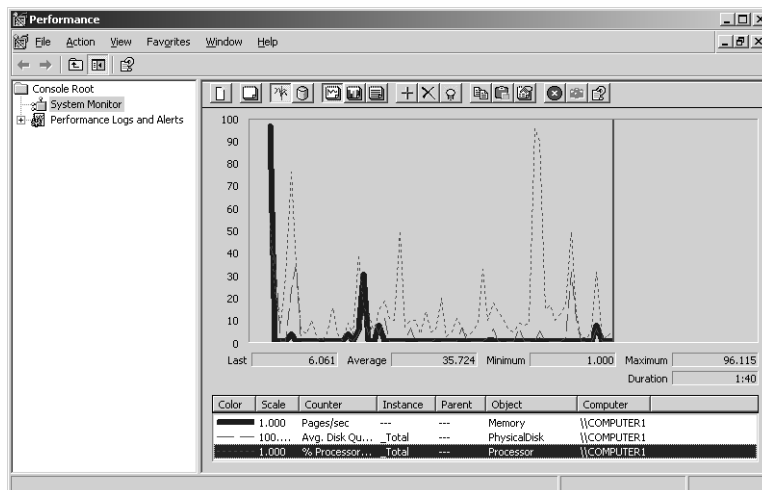 Performance
File Action View Favorites Window Help
Console Root
System Monitor
Performance Logs and Alerts
100
90
80
70
60
50
40
30
20
10
0
Last 6.061 Average 35.724 Minimum 1.000 Maximum 96.115
Duration 1:40
Color Scale Counter Instance Parent Object Computer
1.000 Pages/sec --- --- Memory \\COMPUTER1
100.... Avg. Disk Qu... _Total --- PhysicalDisk \\COMPUTER1
1.000 % Processor... _Total --- Processor \\COMPUTER1